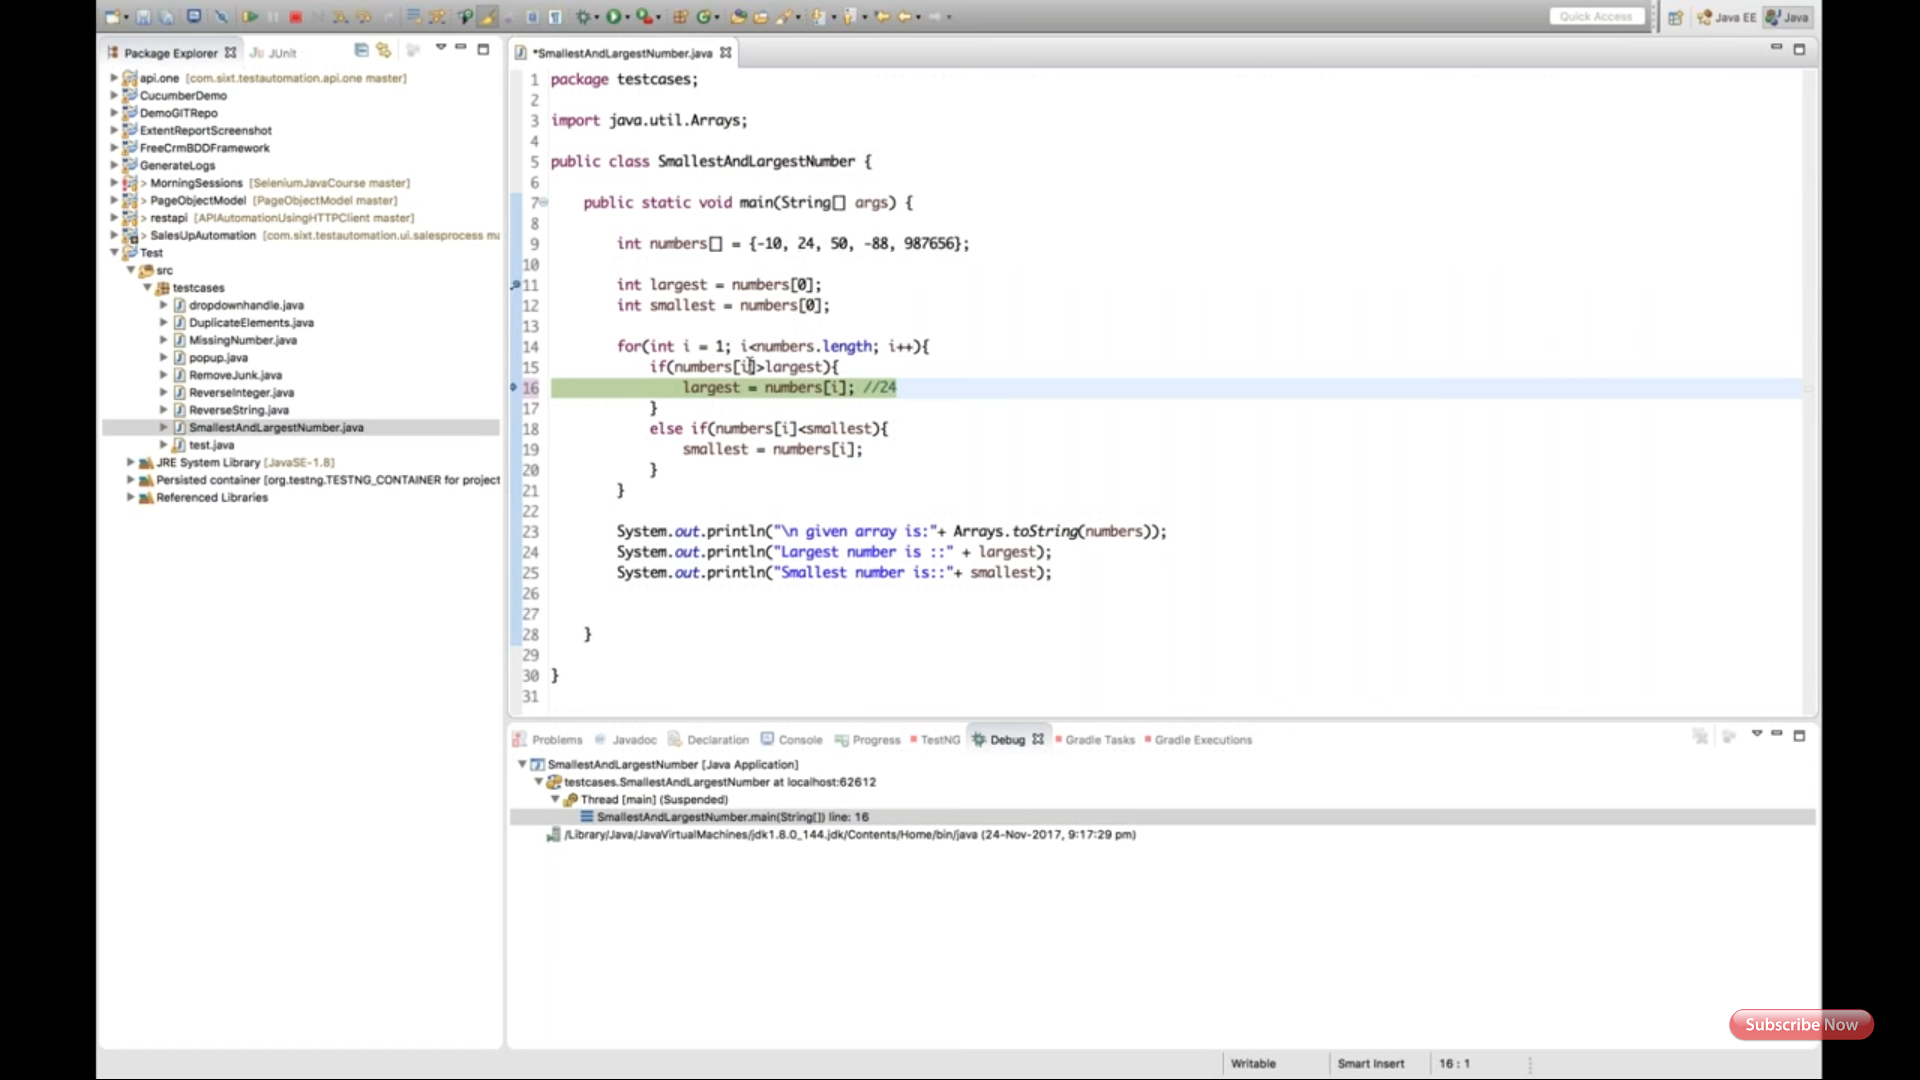 Quick Access
Java EE
Java
Package Explorer
JUnit
api.one [com.sixt.testautomation.api.one master]
CucumberDemo
DemoGITRepo
ExtentReportScreenshot
FreeCrmBDDFramework
GenerateLogs
> MorningSessions [SeleniumJavaCourse master]
> PageObjectModel [PageObjectModel master]
> restapi [APIAutomationUsingHTTPClient master]
> SalesUpAutomation [com.sixt.testautomation.ui.salesprocess ma
Test
src
testcases
dropdownhandle.java
DuplicateElements.java
MissingNumber.java
popup.java
RemoveJunk.java
ReverseInteger.java
ReverseString.java
SmallestAndLargestNumber.java
test.java
JRE System Library [JavaSE-1.8]
Persisted container [org.testng.TESTNG_CONTAINER for project
Referenced Libraries
*SmallestAndLargestNumber.java
1 package testcases;
2
3 import java.util.Arrays;
4
5 public class SmallestAndLargestNumber {
6
7 public static void main(String[] args) {
8
9 int numbers[] = {-10, 24, 50, -88, 987656};
10
11 int largest = numbers[0];
12 int smallest = numbers[0];
13
14 for(int i = 1; i<numbers.length; i++){
15 if(numbers[i]>largest){
16 largest = numbers[i]; //24
17 }
18 else if(numbers[i]<smallest){
19 smallest = numbers[i];
20 }
21 }
22
23 System.out.println("\n given array is:"+ Arrays.toString(numbers));
24 System.out.println("Largest number is ::" + largest);
25 System.out.println("Smallest number is::"+ smallest);
26
27
28 }
29
30 }
31
Problems Javadoc Declaration Console Progress TestNG Debug Gradle Tasks Gradle Executions
SmallestAndLargestNumber [Java Application]
testcases.SmallestAndLargestNumber at localhost:62612
Thread [main] (Suspended)
SmallestAndLargestNumber.main(String[]) line: 16
/Library/Java/JavaVirtualMachines/jdk1.8.0_144.jdk/Contents/Home/bin/java (24-Nov-2017, 9:17:29 pm)
Subscribe Now
Writable Smart Insert 16 : 1